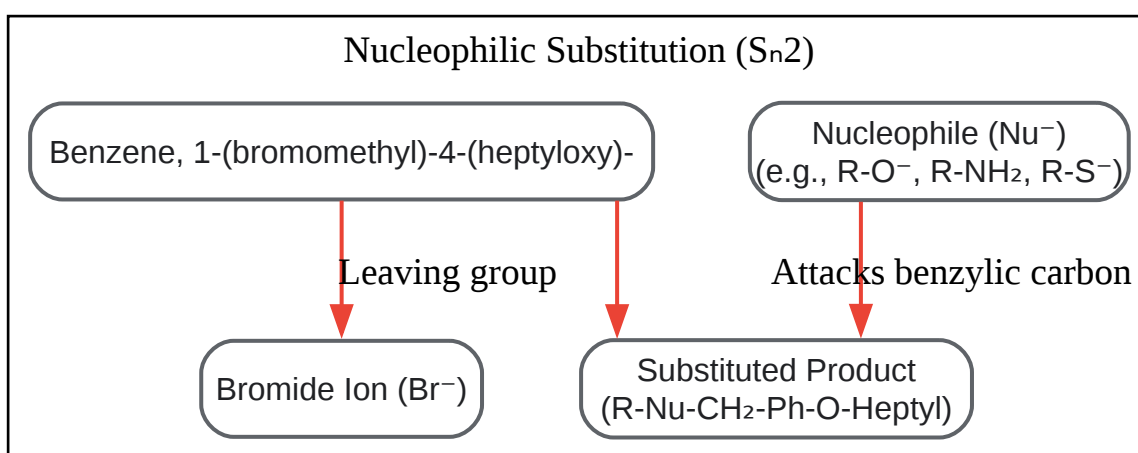 Nucleophilic Substitution (Sₙ2)
Benzene, 1-(bromomethyl)-4-(heptyloxy)-
Nucleophile (Nu⁻)
(e.g., R-O⁻, R-NH₂, R-S⁻)
Leaving group
Attacks benzylic carbon
Bromide Ion (Br⁻)
Substituted Product
(R-Nu-CH₂-Ph-O-Heptyl)